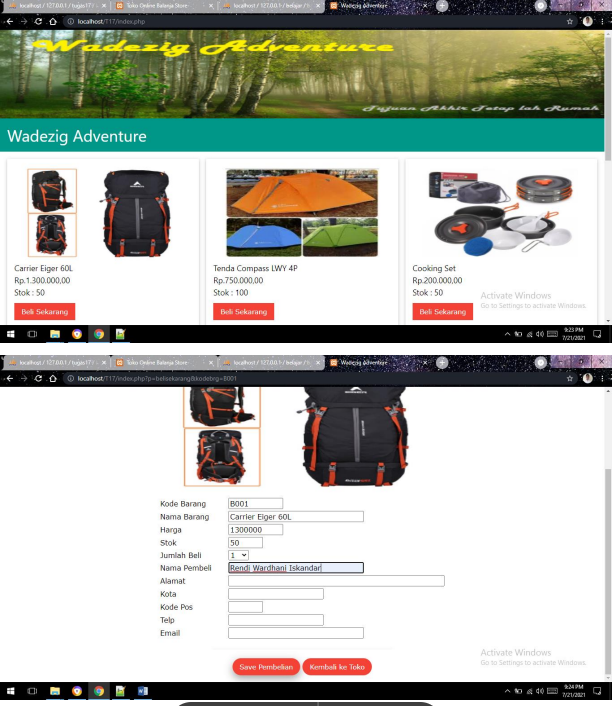 localhost / 127.0.0.1 / tugas17 /
Toko Online Belanja Store
localhost / 127.0.0.1 / belajar /
Wadezig Adventure
localhost/T17/index.php
Wadezig Adventure
Tujuan Akhir Tetap lah Rumah
Wadezig Adventure
Carrier Eiger 60L
Rp.1.300.000,00
Stok : 50
Beli Sekarang
Tenda Compass LWY 4P
Rp.750.000,00
Stok : 100
Beli Sekarang
Cooking Set
Rp.200.000,00
Stok : 50
Beli Sekarang
Activate Windows
Go to Settings to activate Windows.
9:23 PM
7/21/2021
localhost / 127.0.0.1 / tugas17 /
Toko Online Belanja Store
localhost / 127.0.0.1 / belajar /
Wadezig Adventure
localhost/T17/index.php?p=belisekarang&kodebrg=B001
Kode Barang B001
Nama Barang Carrier Eiger 60L
Harga 1300000
Stok 50
Jumlah Beli 1
Nama Pembeli Rendi Wardhani Iskandar
Alamat
Kota
Kode Pos
Telp
Email
Save Pembelian Kembali ke Toko
Activate Windows
Go to Settings to activate Windows.
9:24 PM
7/21/2021